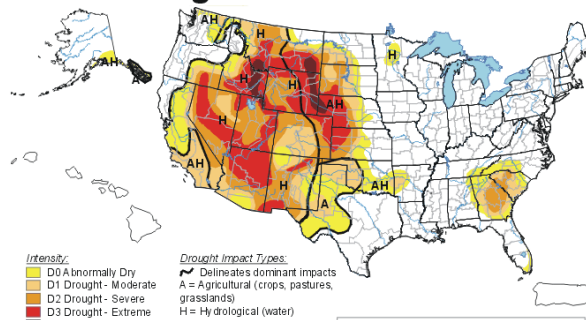 AH
H
AH
A
H
H
H
AH
H
AH
H
AH
A
Intensity:
D0 Abnormally Dry
D1 Drought - Moderate
D2 Drought - Severe
D3 Drought - Extreme
Drought Impact Types:
Delineates dominant impacts
A = Agricultural (crops, pastures,
grasslands)
H = Hydrological (water)